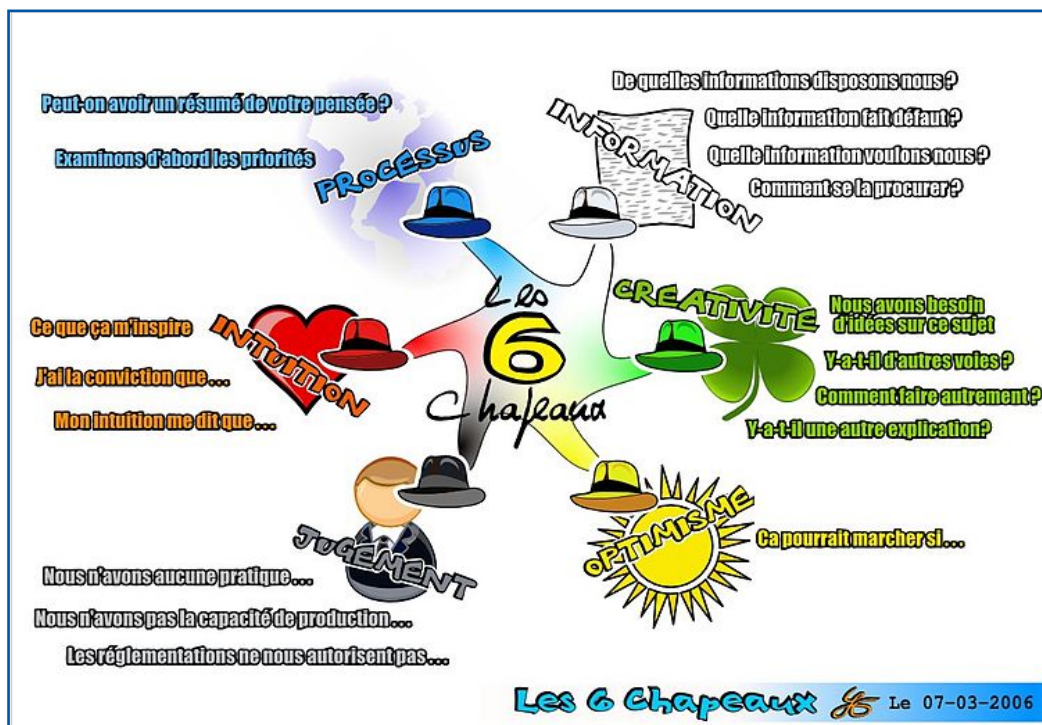 Peut-on avoir un résumé de votre pensée ?
Examinons d'abord les priorités
PROCESSUS
De quelles informations disposons nous ?
Quelle information fait défaut ?
Quelle information voulons nous ?
Comment se la procurer ?
INFORMATION
Les
6
Chapeaux
CREATIVITÉ
Nous avons besoin
d'idées sur ce sujet
Y-a-t-il d'autres voies ?
Comment faire autrement ?
Y-a-t-il une autre explication?
INTUITION
Ce que ça m'inspire
J'ai la conviction que ...
Mon intuition me dit que ...
JUGEMENT
Nous n'avons aucune pratique ...
Nous n'avons pas la capacité de production ...
Les réglementations ne nous autorisent pas ...
OPTIMISME
Ca pourrait marcher si ...
Les 6 Chapeaux Le 07-03-2006